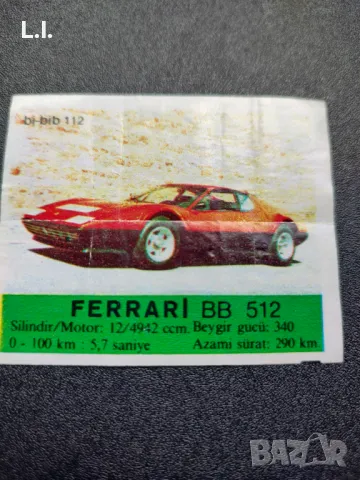 L.I.
bi-bib 112
FERRARİ BB 512
Silindir/Motor: 12/4942 ccm. Beygir gücü: 340
0 - 100 km : 5,7 saniye Azamı sürat: 290 km.
BAZAR